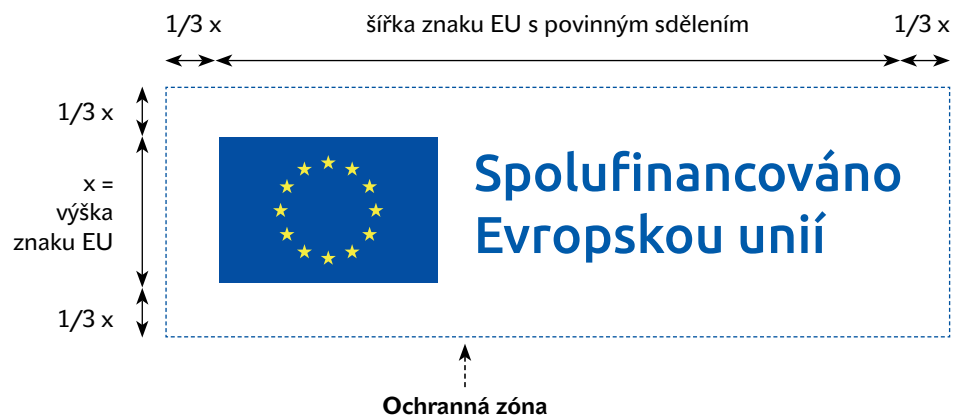 1/3 x
šířka znaku EU s povinným sdělením
1/3 x
1/3 x
x =
výška
znaku EU
1/3 x
Spolufinancováno
Evropskou unií
Ochranná zóna